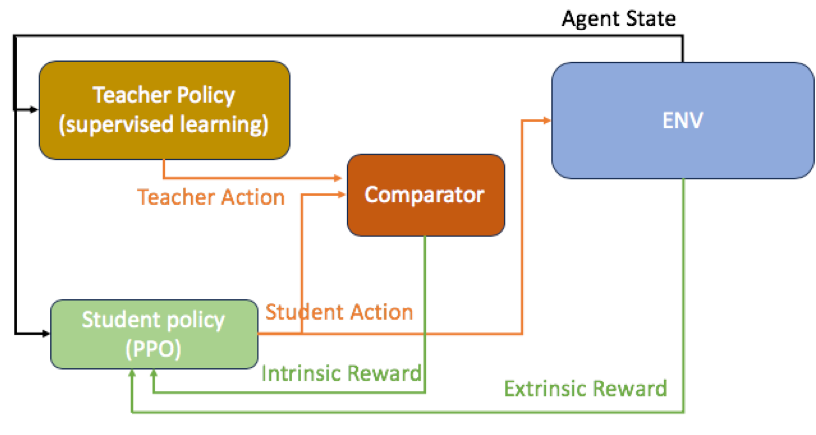 Agent State
Teacher Policy
(supervised learning)
ENV
Teacher Action
Comparator
Student Action
Student policy
(PPO)
Intrinsic Reward
Extrinsic Reward